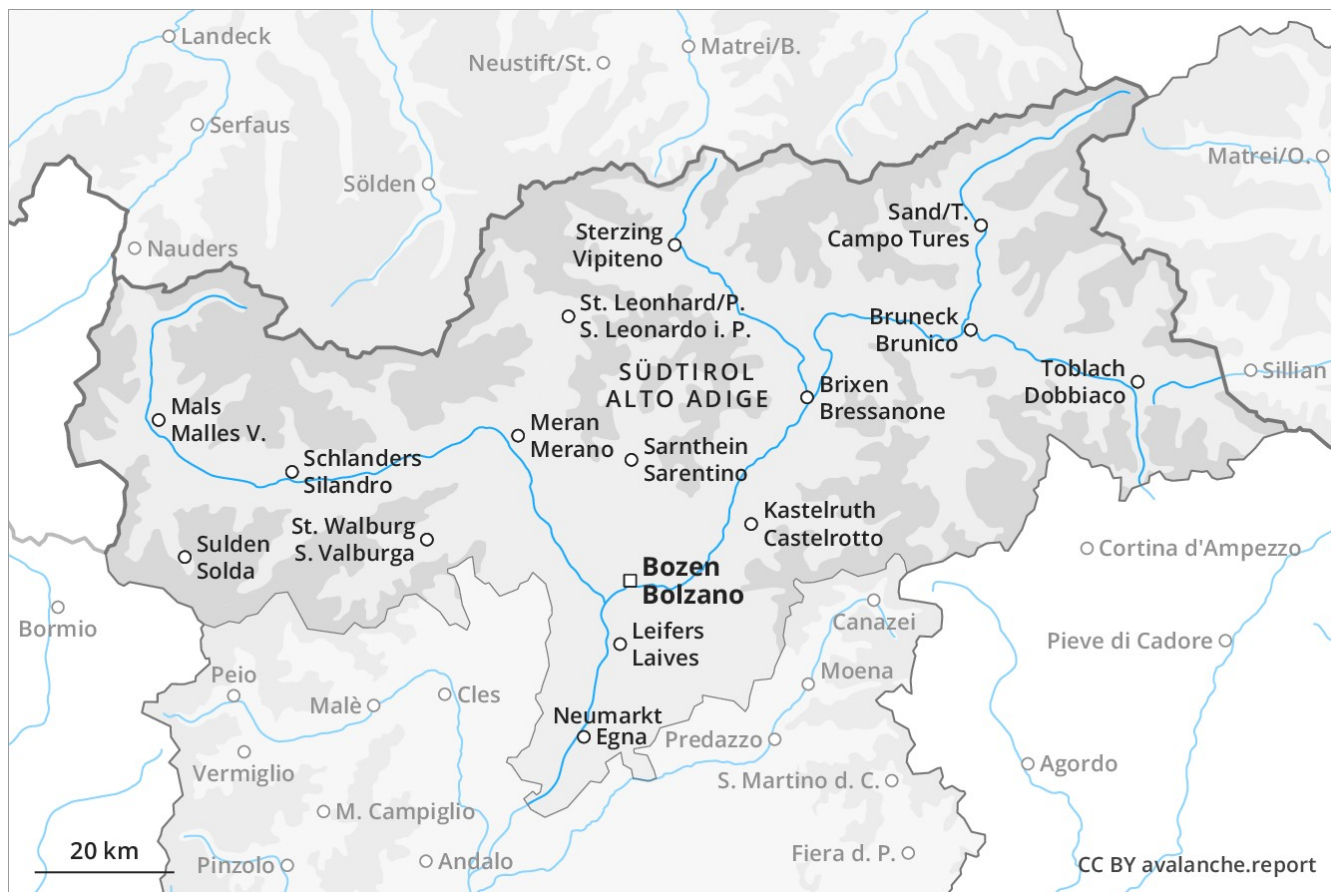 Landeck
Matrei/B.
Neustift/St.
Serfaus
Matrei/O.
Sölden
Sand/T.
Campo Tures
Sterzing
Vipiteno
Nauders
St. Leonhard/P.
S. Leonardo i. P.
Bruneck
Brunico
SÜDTIROL
ALTO ADIGE
Toblach
Dobbiaco
Sillian
Brixen
Bressanone
Mals
Malles V.
Meran
Merano
Sarnthein
Sarentino
Schlanders
Silandro
Kastelruth
Castelrotto
St. Walburg
S. Valburga
Sulden
Solda
Cortina d'Ampezzo
Bozen
Bolzano
Bormio
Canazei
Leifers
Laives
Pieve di Cadore
Peio
Moena
Malè
Cles
Neumarkt
Egna
Predazzo
Vermiglio
S. Martino d. C.
Agordo
M. Campiglio
20 km
Pinzolo
Andalo
Fiera d. P.
CC BY avalanche.report